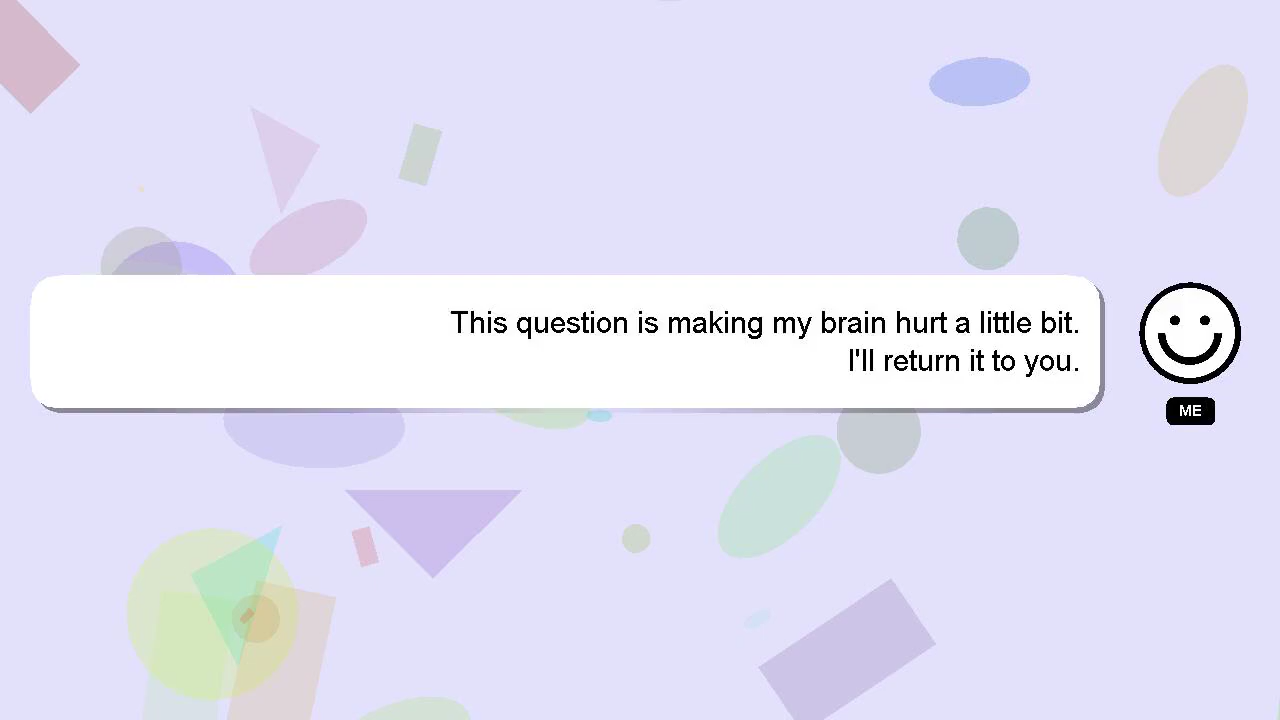 This question is making my brain hurt a little bit.
I'll return it to you.
ME